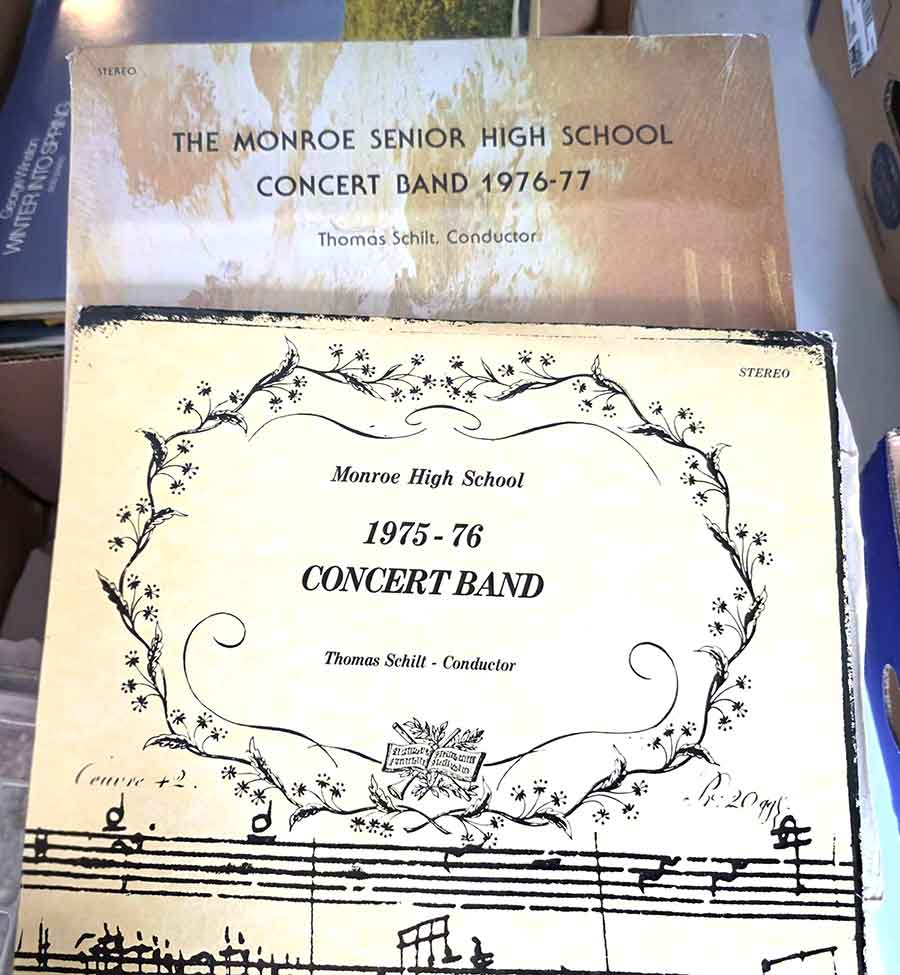 George Winston
WINTER INTO SPRING
STEREO
THE MONROE SENIOR HIGH SCHOOL
CONCERT BAND 1976-77
Thomas Schilt, Conductor
STEREO
Monroe High School
1975 - 76
CONCERT BAND
Thomas Schilt - Conductor